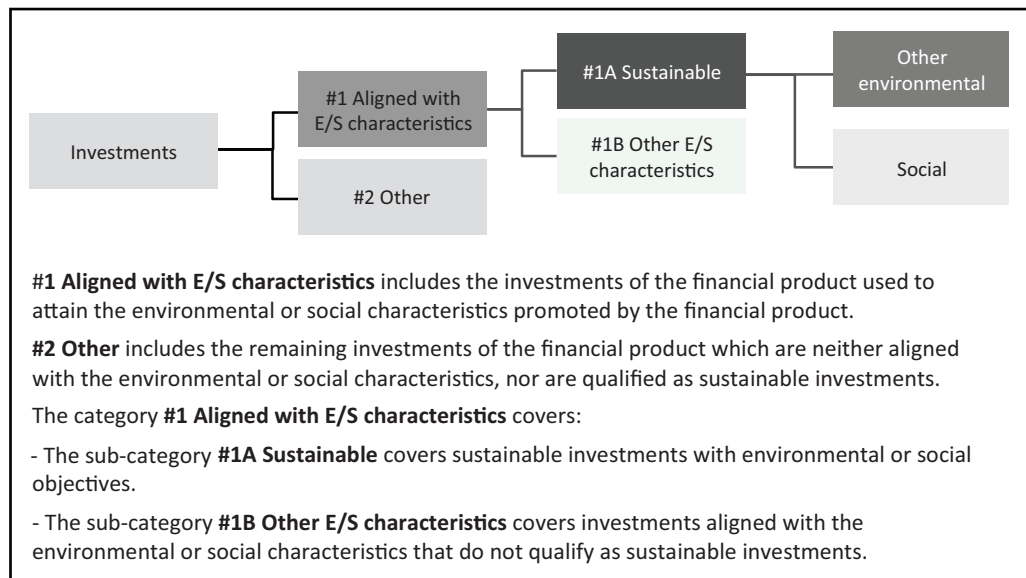 Investments
#1 Aligned with
E/S characteristics
#2 Other
#1A Sustainable
#1B Other E/S
characteristics
Other
environmental
Social
#1 Aligned with E/S characteristics includes the investments of the financial product used to
attain the environmental or social characteristics promoted by the financial product.
#2 Other includes the remaining investments of the financial product which are neither aligned
with the environmental or social characteristics, nor are qualified as sustainable investments.
The category #1 Aligned with E/S characteristics covers:
- The sub-category #1A Sustainable covers sustainable investments with environmental or social
objectives.
- The sub-category #1B Other E/S characteristics covers investments aligned with the
environmental or social characteristics that do not qualify as sustainable investments.